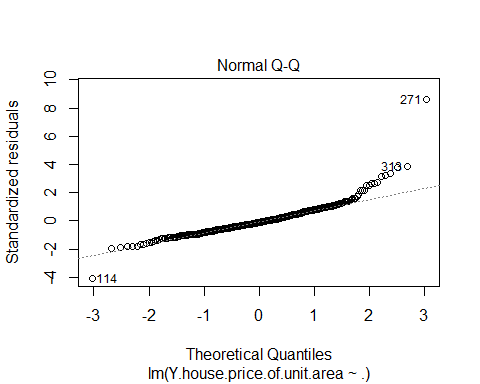 Normal Q-Q
Standardized residuals
10
8
6
4
2
0
-2
-4
271
313
114
-3 -2 -1 0 1 2 3
Theoretical Quantiles
lm(Y.house.price.of.unit.area ~ .)